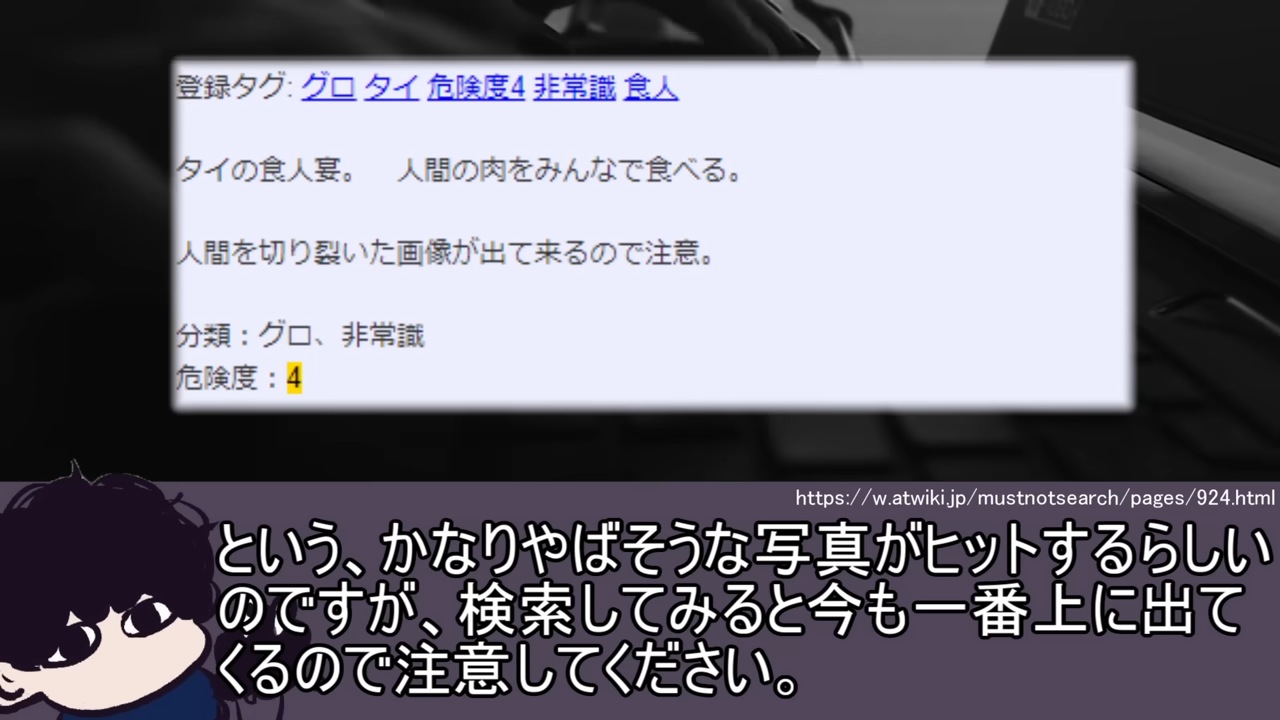 登録タグ: グロ タイ 危険度4 非常識 食人
タイの食人宴。　人間の肉をみんなで食べる。
人間を切り裂いた画像が出て来るので注意。
分類：グロ、非常識
危険度：4
https://w.atwiki.jp/mustnotsearch/pages/924.html
という、かなりやばそうな写真がヒットするらしい
のですが、検索してみると今も一番上に出て
くるので注意してください。